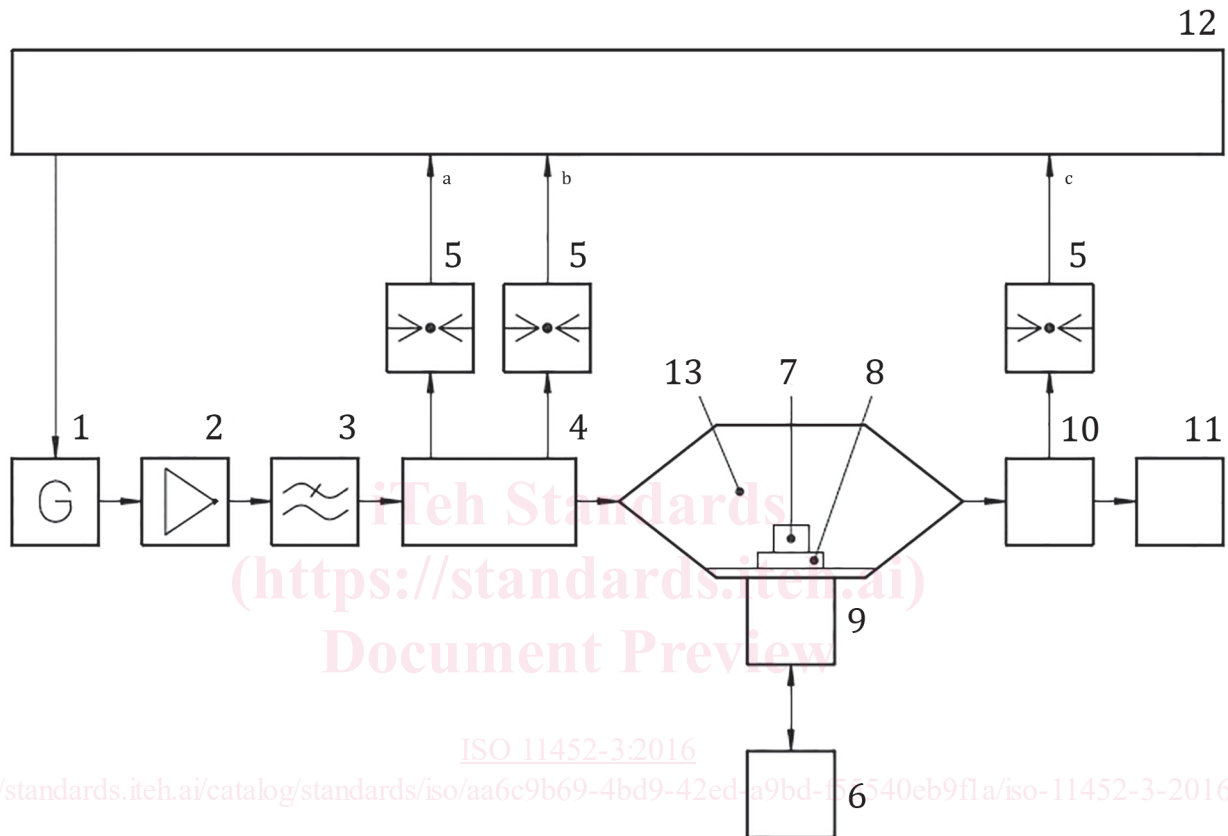 12
a b c
5 5 5
13 7 8
1 2 3 4 10 11
G
iTeh Standards
(https://standards.iteh.ai)
Document Preview
9
ISO 11452-3:2016
/standards.iteh.ai/catalog/standards/iso/aa6c9b69-4bd9-42ed-a9bd- 540eb9f1a/iso-11452-3-2016
6